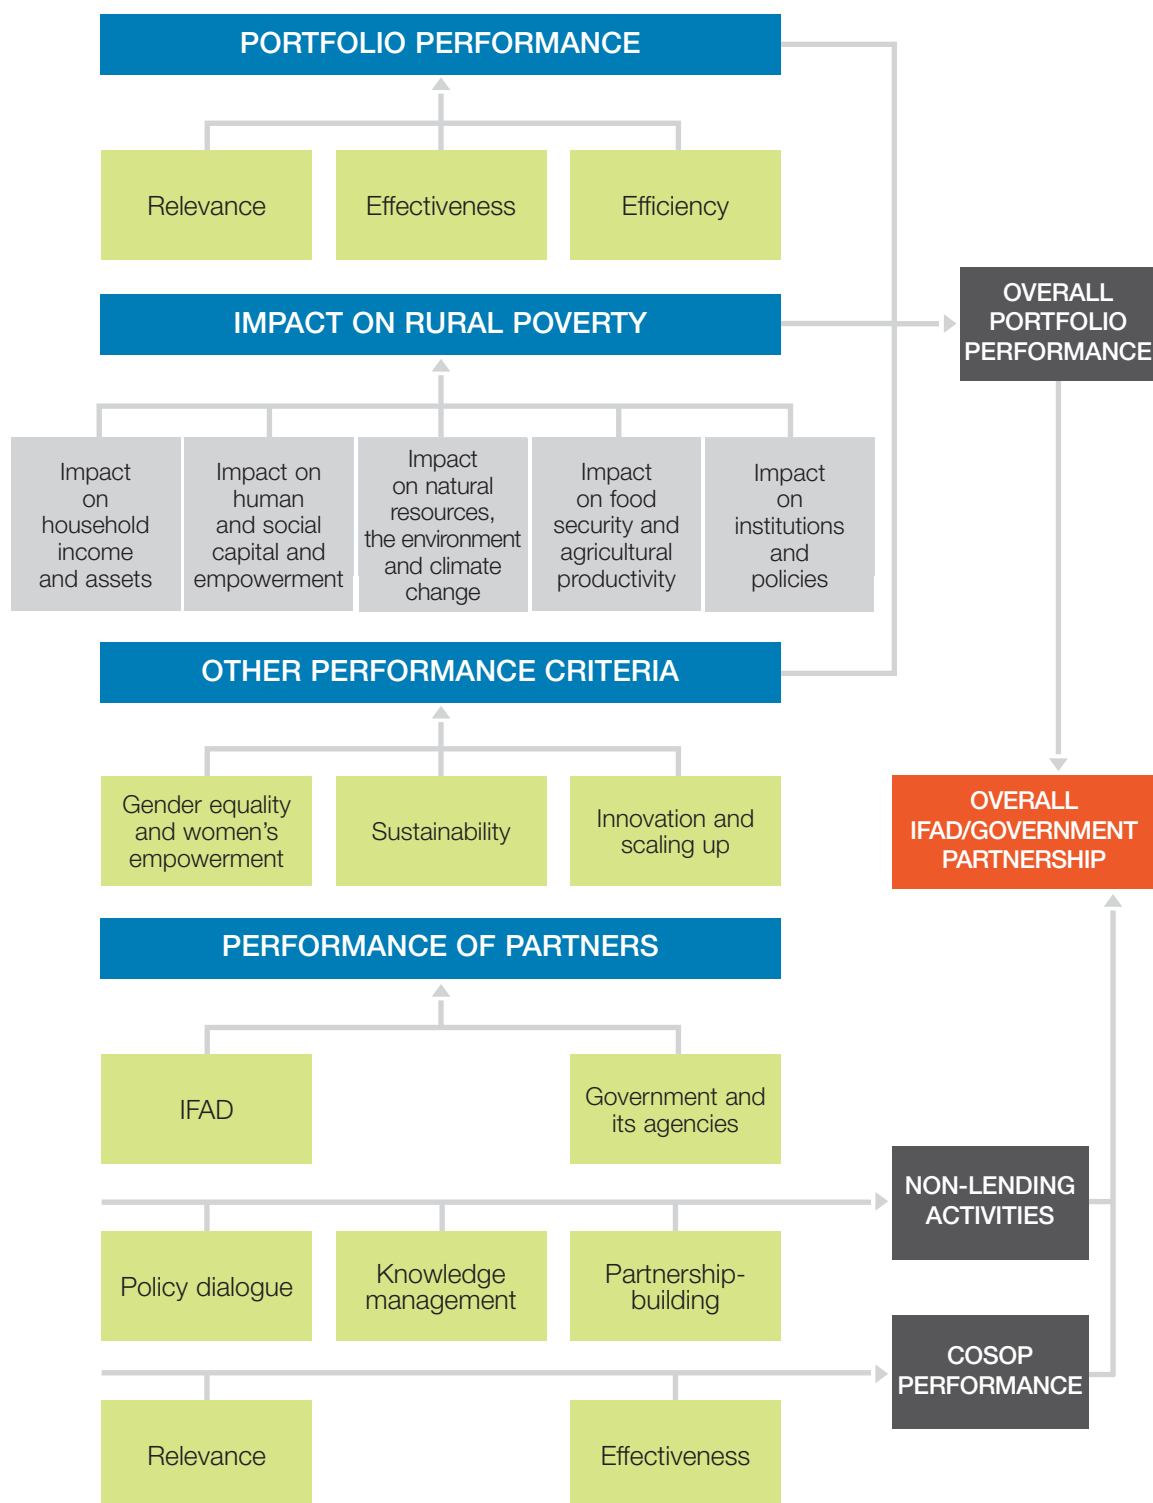 PORTFOLIO PERFORMANCE
Relevance
Effectiveness
Efficiency
IMPACT ON RURAL POVERTY
OVERALL
PORTFOLIO
PERFORMANCE
Impact
on
household
income
and assets
Impact on
human
and social
capital and
empowerment
Impact
on natural
resources,
the environment
and climate
change
Impact
on food
security and
agricultural
productivity
Impact
on
institutions
and
policies
OTHER PERFORMANCE CRITERIA
Gender equality
and women's
empowerment
Sustainability
Innovation and
scaling up
OVERALL
IFAD/GOVERNMENT
PARTNERSHIP
PERFORMANCE OF PARTNERS
IFAD
Government and
its agencies
NON-LENDING
ACTIVITIES
Policy dialogue
Knowledge
management
Partnership-
building
COSOP
PERFORMANCE
Relevance
Effectiveness